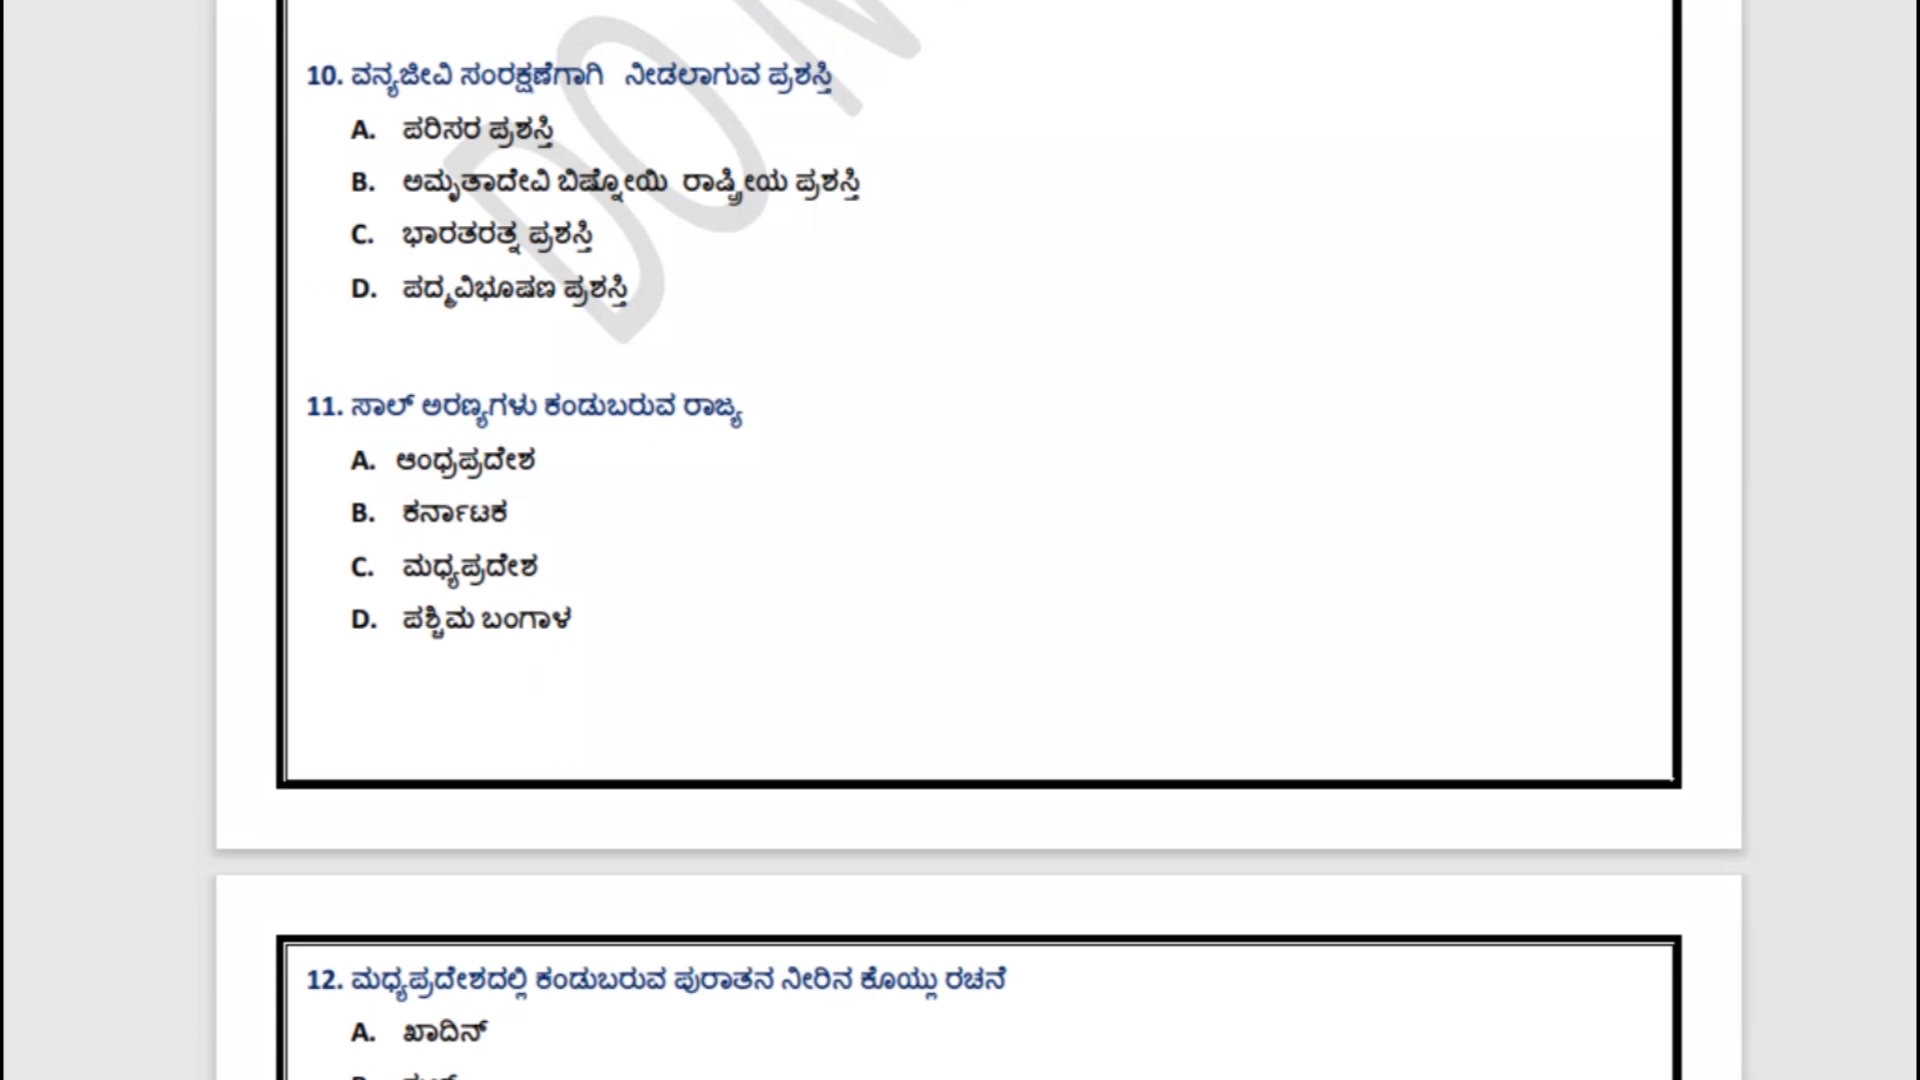 DO N
10. ವನ್ಯಜೀವಿ ಸಂರಕ್ಷಣೆಗಾಗಿ ನೀಡಲಾಗುವ ಪ್ರಶಸ್ತಿ
A. ಪರಿಸರ ಪ್ರಶಸ್ತಿ
B. ಅಮೃತಾದೇವಿ ಬಿಷ್ನೋಯಿ ರಾಷ್ಟ್ರೀಯ ಪ್ರಶಸ್ತಿ
C. ಭಾರತರತ್ನ ಪ್ರಶಸ್ತಿ
D. ಪದ್ಮವಿಭೂಷಣ ಪ್ರಶಸ್ತಿ
11. ಸಾಲ್ ಅರಣ್ಯಗಳು ಕಂಡುಬರುವ ರಾಜ್ಯ
A. ಆಂಧ್ರಪ್ರದೇಶ
B. ಕರ್ನಾಟಕ
C. ಮಧ್ಯಪ್ರದೇಶ
D. ಪಶ್ಚಿಮ ಬಂಗಾಳ
12. ಮಧ್ಯಪ್ರದೇಶದಲ್ಲಿ ಕಂಡುಬರುವ ಪುರಾತನ ನೀರಿನ ಕೊಯ್ಲು ರಚನೆ
A. ಖಾದಿನ್